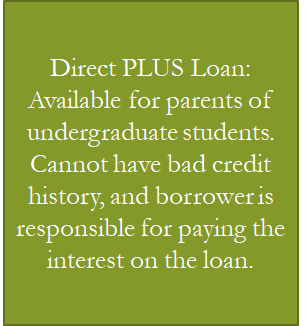 Direct PLUS Loan:
Available for parents of
undergraduate students.
Cannot have bad credit
history, and borrower is
responsible for paying the
interest on the loan.